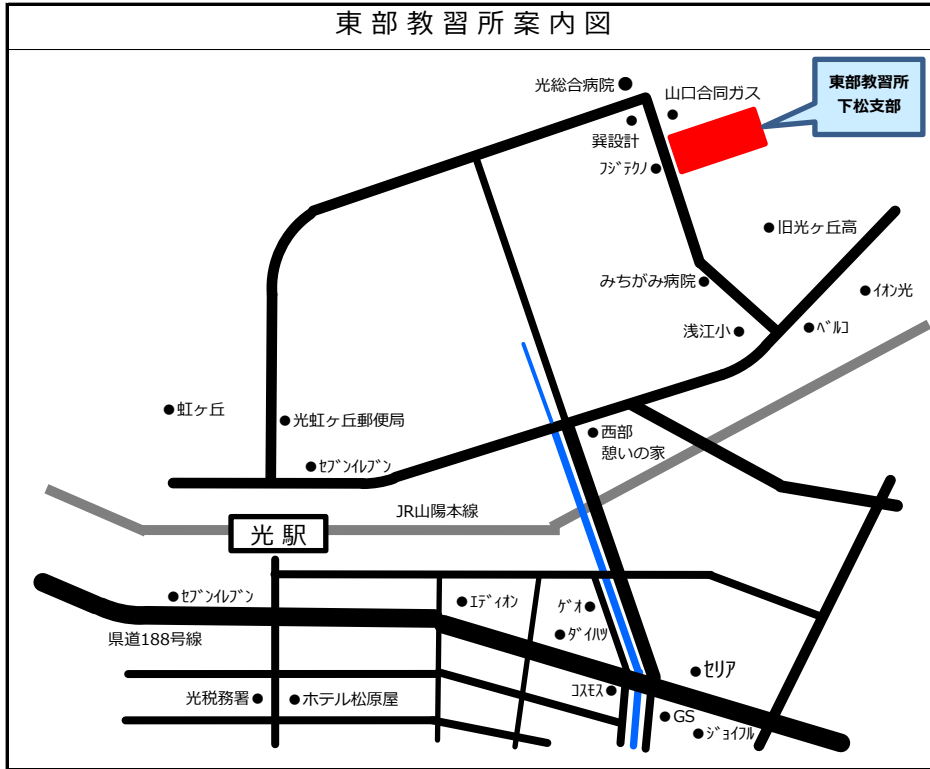 東部教習所案内図
光総合病院
山口合同ガス
東部教習所
下松支部
巽設計
ﾌｼﾞﾃｸﾉ
旧光ヶ丘高
みちがみ病院
ｲｵﾝ光
浅江小
ﾍﾞﾙｺ
虹ヶ丘
光虹ヶ丘郵便局
西部
憩いの家
ｾﾌﾞﾝｲﾚﾌﾞﾝ
JR山陽本線
光駅
ｾﾌﾞﾝｲﾚﾌﾞﾝ
ｴﾃﾞｨｵﾝ
ｹﾞｵ
県道188号線
ﾀﾞｲﾊﾂ
セリア
光税務署
ホテル松原屋
ｺｽﾓｽ
GS
ｼﾞｮｲﾌﾙ